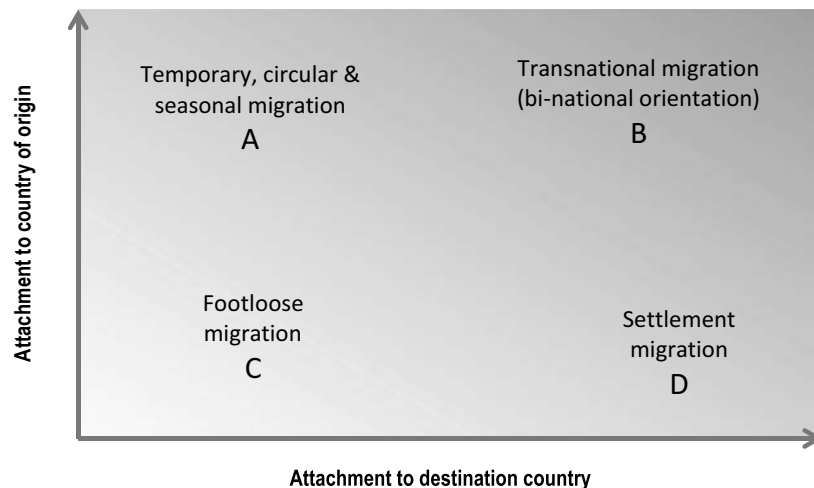 Attachment to country of origin
Temporary, circular &
seasonal migration
A
Transnational migration
(bi-national orientation)
B
Footloose
migration
C
Settlement
migration
D
Attachment to destination country